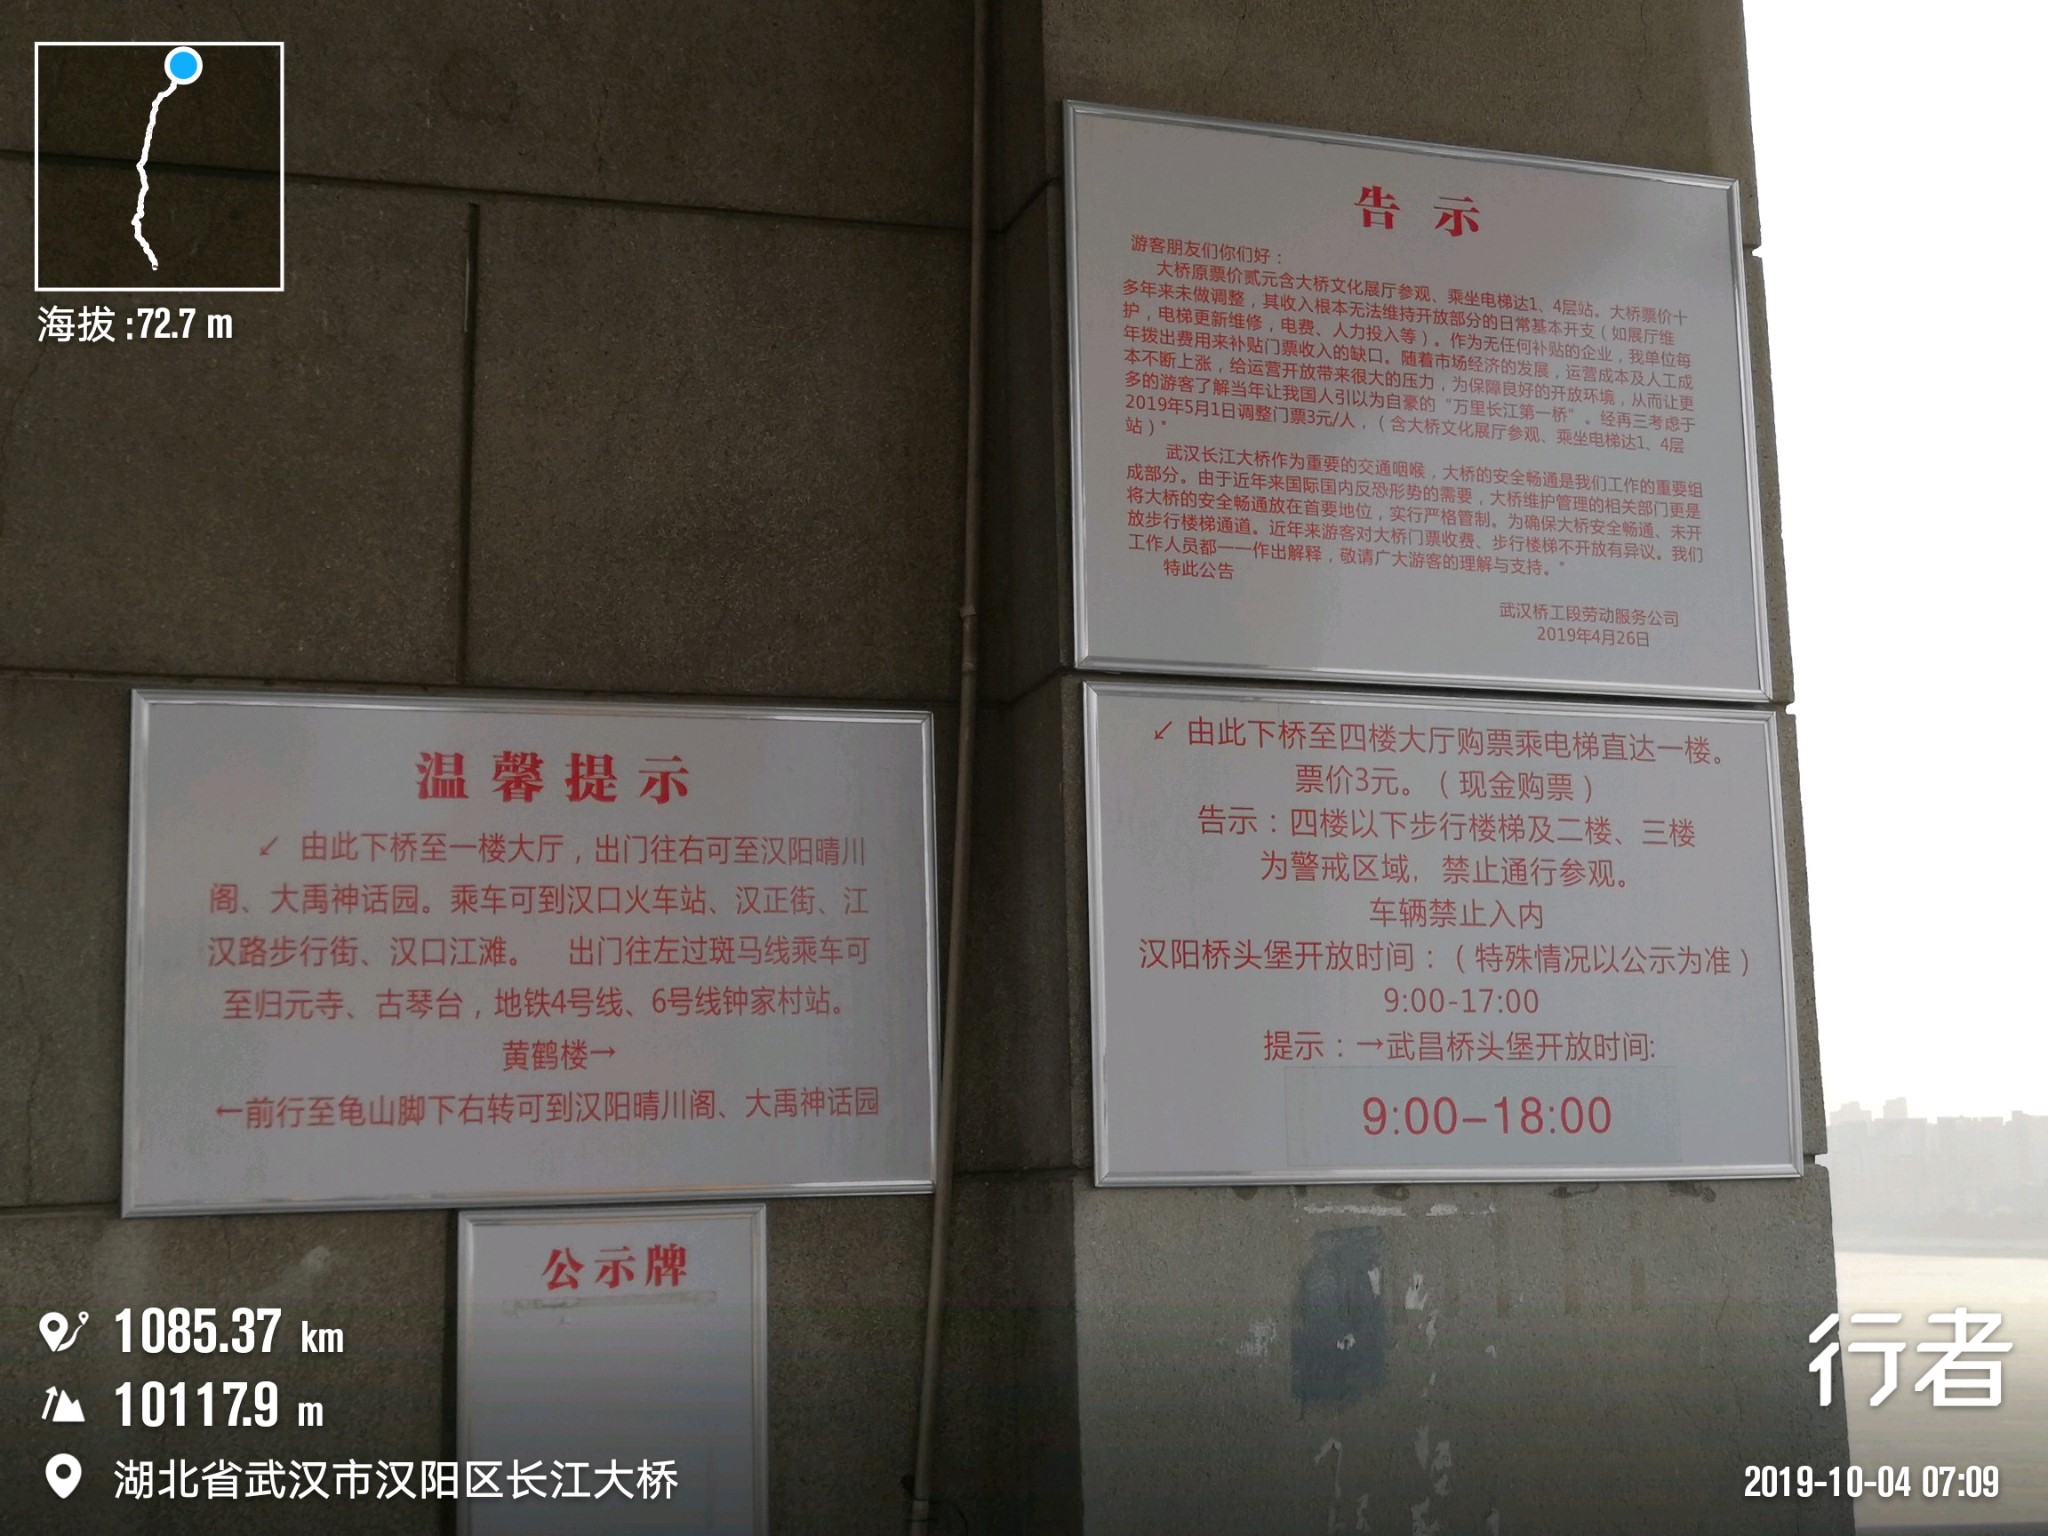 海拔 :72.7 m
告 示
游客朋友们你们好：
大桥原票价贰元含大桥文化展厅参观、乘坐电梯达1、4层站。大桥票价十
多年来未做调整，其收入根本无法维持开放部分的日常基本开支（如展厅维
护，电梯更新维修，电费、人力投入等）。作为无任何补贴的企业，我单位每
年拨出费用来补贴门票收入的缺口。随着市场经济的发展，运营成本及人工成
本不断上涨，给运营开放带来很大的压力，为保障良好的开放环境，从而让更
多的游客了解当年让我国人引以为自豪的“万里长江第一桥”。经再三考虑于
2019年5月1日调整门票3元/人，（含大桥文化展厅参观、乘坐电梯达1、4层
站）"
武汉长江大桥作为重要的交通咽喉，大桥的安全畅通是我们工作的重要组
成部分。由于近年来国际国内反恐形势的需要，大桥维护管理的相关部门更是
将大桥的安全畅通放在首要地位，实行严格管制。为确保大桥安全畅通、未开
放步行楼梯通道。近年来游客对大桥门票收费、步行楼梯不开放有异议。我们
工作人员都一一作出解释，敬请广大游客的理解与支持。"
特此公告
武汉桥工段劳动服务公司
2019年4月26日
温馨提示
↙ 由此下桥至一楼大厅，出门往右可至汉阳晴川
阁、大禹神话园。乘车可到汉口火车站、汉正街、江
汉路步行街、汉口江滩。 出门往左过斑马线乘车可
至归元寺、古琴台，地铁4号线、6号线钟家村站。
黄鹤楼→
←前行至龟山脚下右转可到汉阳晴川阁、大禹神话园
↙ 由此下桥至四楼大厅购票乘电梯直达一楼。
票价3元。（现金购票）
告示：四楼以下步行楼梯及二楼、三楼
为警戒区域，禁止通行参观。
车辆禁止入内
汉阳桥头堡开放时间：（特殊情况以公示为准）
9:00-17:00
提示：→武昌桥头堡开放时间:
9:00-18:00
公示牌
1085.37 km
10117.9 m
湖北省武汉市汉阳区长江大桥
行者
2019-10-04 07:09